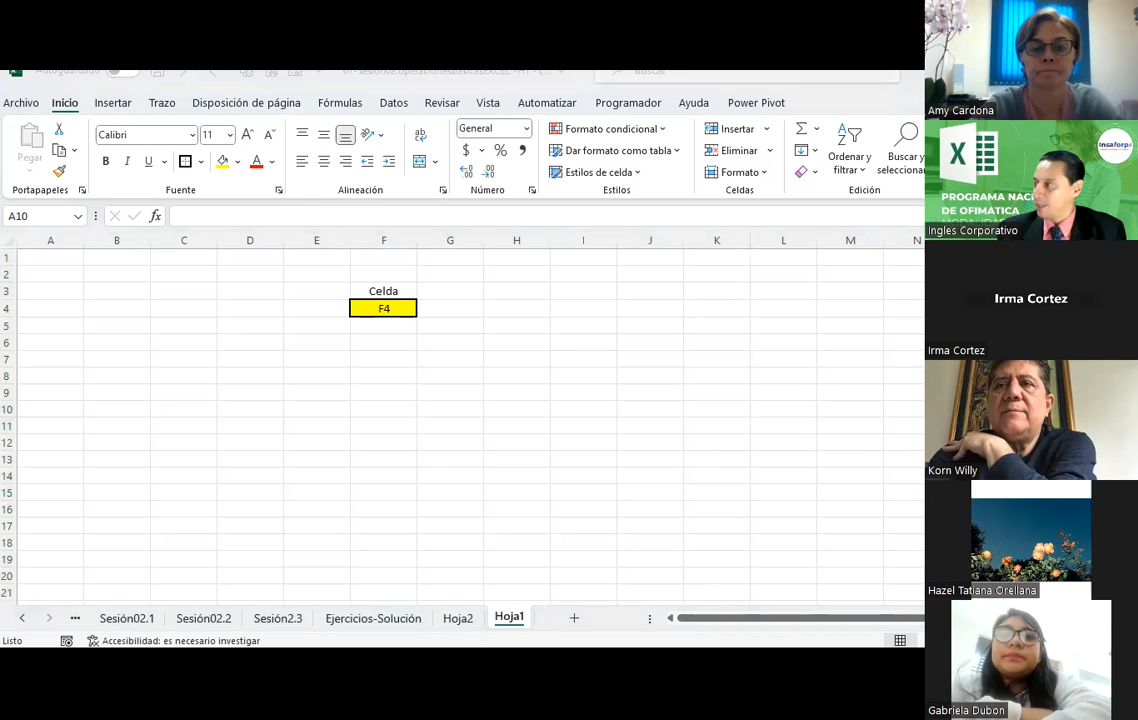 Autoguardado
Buscar
Archivo Inicio Insertar Trazo Disposición de página Fórmulas Datos Revisar Vista Automatizar Programador Ayuda Power Pivot
Pegar
Calibri 11
General
Formato condicional
Dar formato como tabla
Estilos de celda
Insertar
Eliminar
Formato
Ordenar y filtrar
Buscar y selecciona
Portapapeles Fuente Alineación Número Estilos Celdas Edición
A10 fx
A B C D E F G H I J K L M N
1
2
3 Celda
4 F4
5
6
7
8
9
10
11
12
13
14
15
16
17
18
19
20
21
Sesión02.1 Sesión02.2 Sesión2.3 Ejercicios-Solución Hoja2 Hoja1
Listo Accesibilidad: es necesario investigar
Amy Cardona
Insaforp
PROGRAMA NAC
DE OFIMATICA
Ingles Corporativo
Irma Cortez
Irma Cortez
Korn Willy
Hazel Tatiana Orellana
Gabriela Dubon